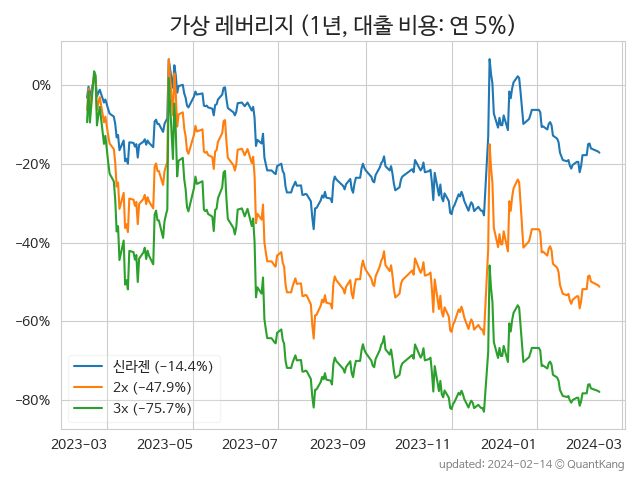 가상 레버리지 (1년, 대출 비용: 연 5%)
0%
−20%
−40%
−60%
−80%
신라젠 (−14.4%)
2x (−47.9%)
3x (−75.7%)
2023−03 2023−05 2023−07 2023−09 2023−11 2024−01 2024−03
updated: 2024−02−14 © QuantKang